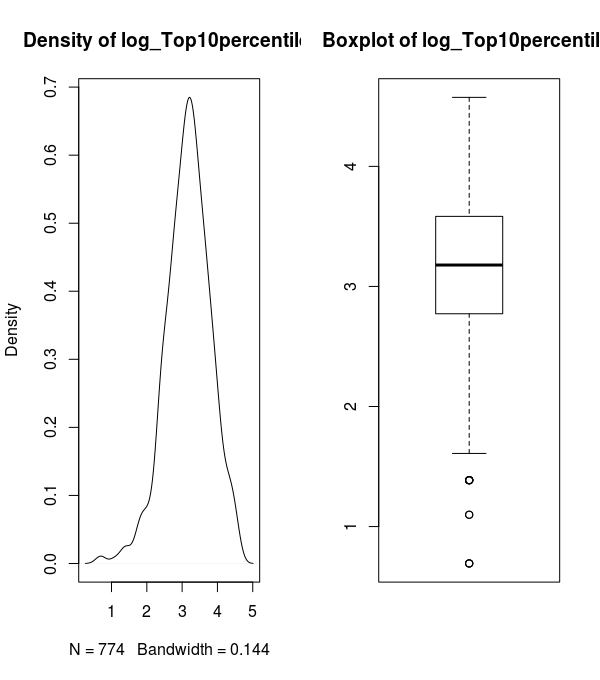 Density of log_Top10percentile
Density
0.0 0.1 0.2 0.3 0.4 0.5 0.6 0.7
1 2 3 4 5
N = 774 Bandwidth = 0.144
Boxplot of log_Top10percentil
1 2 3 4